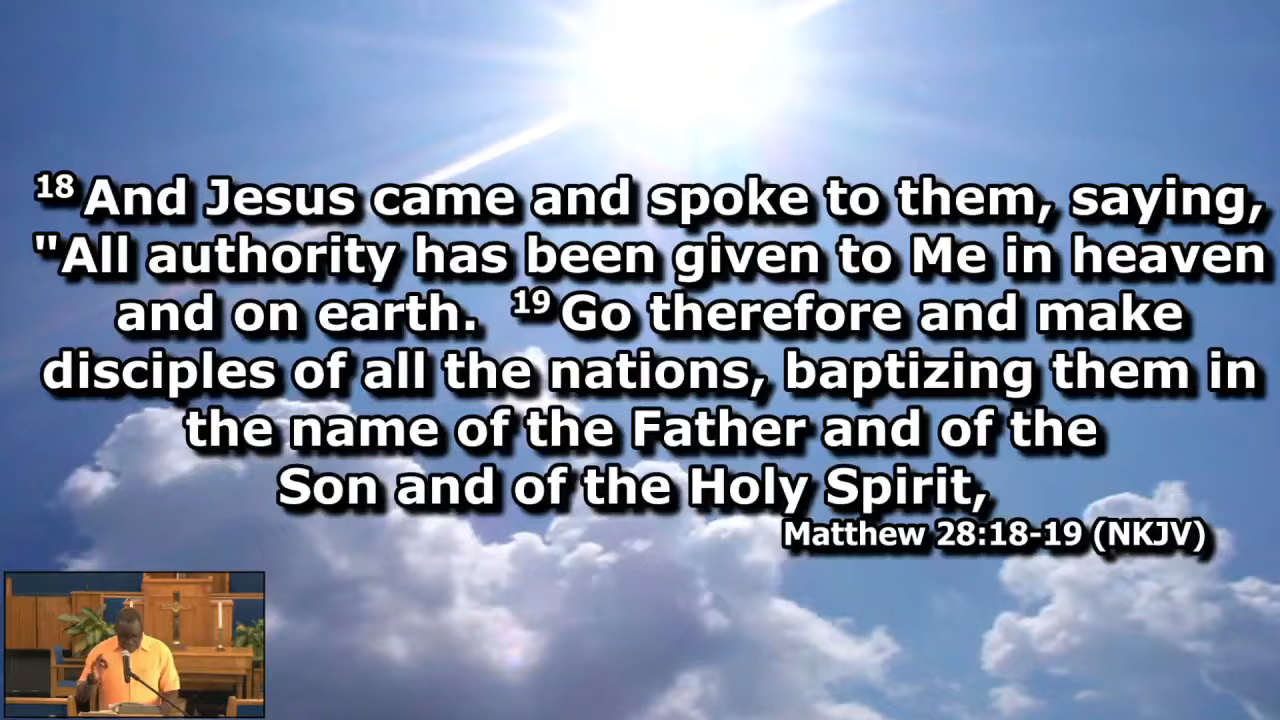 18 And Jesus came and spoke to them, saying,
"All authority has been given to Me in heaven
and on earth. 19 Go therefore and make
disciples of all the nations, baptizing them in
the name of the Father and of the
Son and of the Holy Spirit,
Matthew 28:18-19 (NKJV)